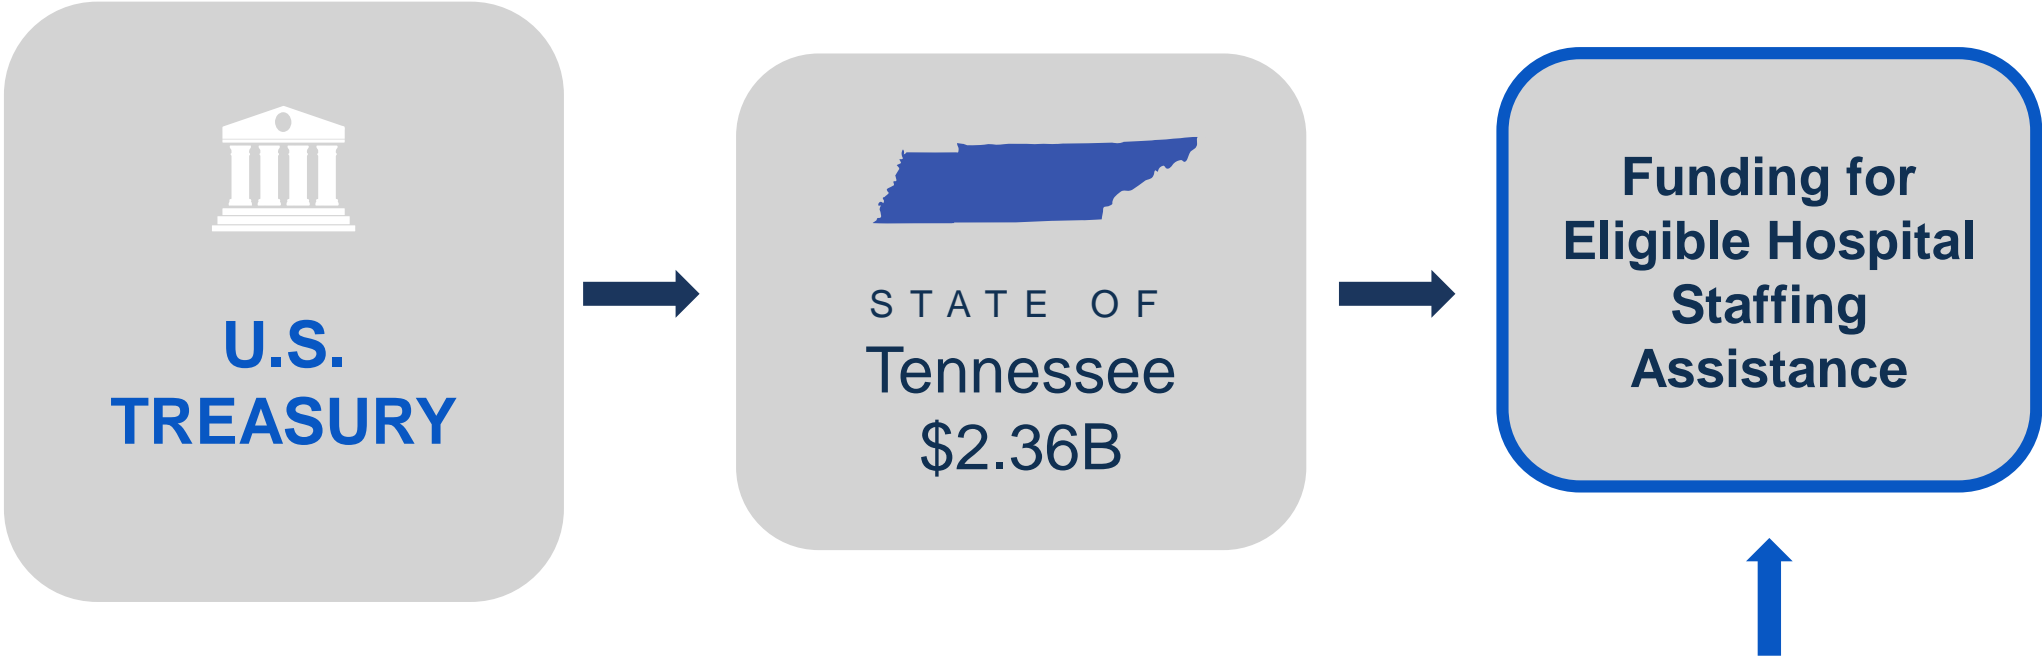 U.S.
TREASURY
STATE OF
Tennessee
$2.36B
Funding for
Eligible Hospital
Staffing
Assistance